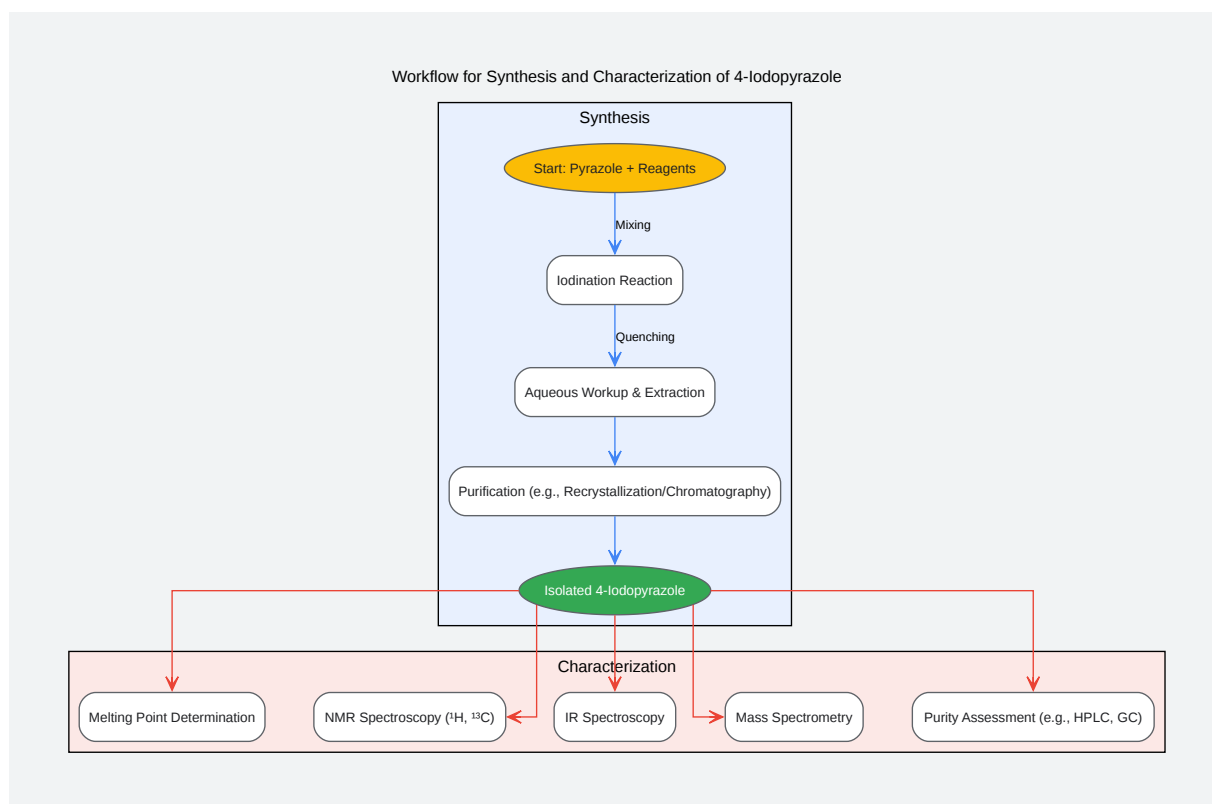 Workflow for Synthesis and Characterization of 4-Iodopyrazole
Synthesis
Start: Pyrazole + Reagents
Mixing
Iodination Reaction
Quenching
Aqueous Workup & Extraction
Purification (e.g., Recrystallization/Chromatography)
Isolated 4-Iodopyrazole
Characterization
Melting Point Determination
NMR Spectroscopy (¹H, ¹³C)
IR Spectroscopy
Mass Spectrometry
Purity Assessment (e.g., HPLC, GC)